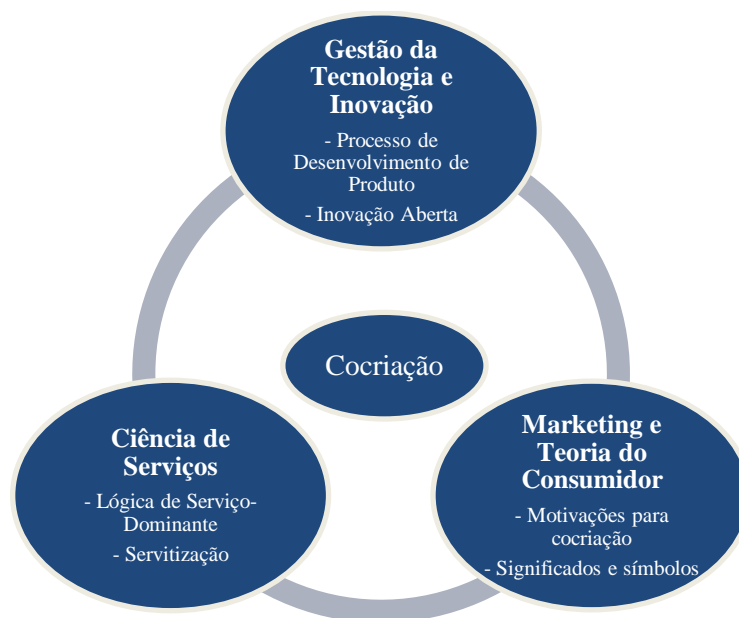 Gestão da
Tecnologia e
Inovação
- Processo de
Desenvolvimento de
Produto
- Inovação Aberta
Cocriação
Ciência de
Serviços
- Lógica de Serviço-
Dominante
- Servitização
Marketing e
Teoria do
Consumidor
- Motivações para
cocriação
- Significados e símbolos